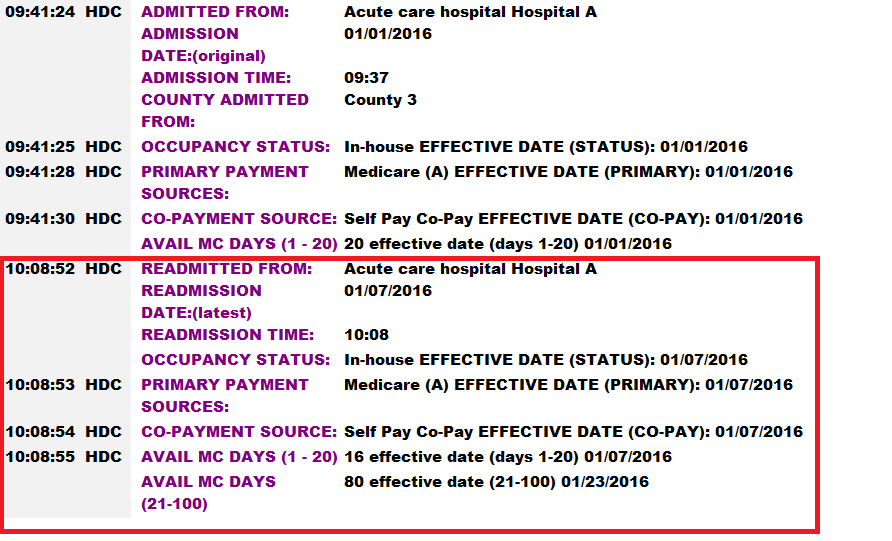 09:41:24 HDC ADMITTED FROM: Acute care hospital Hospital A
ADMISSION 01/01/2016
DATE:(original)
ADMISSION TIME: 09:37
COUNTY ADMITTED County 3
FROM:
09:41:25 HDC OCCUPANCY STATUS: In-house EFFECTIVE DATE (STATUS): 01/01/2016
09:41:28 HDC PRIMARY PAYMENT Medicare (A) EFFECTIVE DATE (PRIMARY): 01/01/2016
SOURCES:
09:41:30 HDC CO-PAYMENT SOURCE: Self Pay Co-Pay EFFECTIVE DATE (CO-PAY): 01/01/2016
AVAIL MC DAYS (1 - 20) 20 effective date (days 1-20) 01/01/2016
10:08:52 HDC READMITTED FROM: Acute care hospital Hospital A
READMISSION 01/07/2016
DATE:(latest)
READMISSION TIME: 10:08
OCCUPANCY STATUS: In-house EFFECTIVE DATE (STATUS): 01/07/2016
10:08:53 HDC PRIMARY PAYMENT Medicare (A) EFFECTIVE DATE (PRIMARY): 01/07/2016
SOURCES:
10:08:54 HDC CO-PAYMENT SOURCE: Self Pay Co-Pay EFFECTIVE DATE (CO-PAY): 01/07/2016
10:08:55 HDC AVAIL MC DAYS (1 - 20) 16 effective date (days 1-20) 01/07/2016
AVAIL MC DAYS 80 effective date (21-100) 01/23/2016
(21-100)